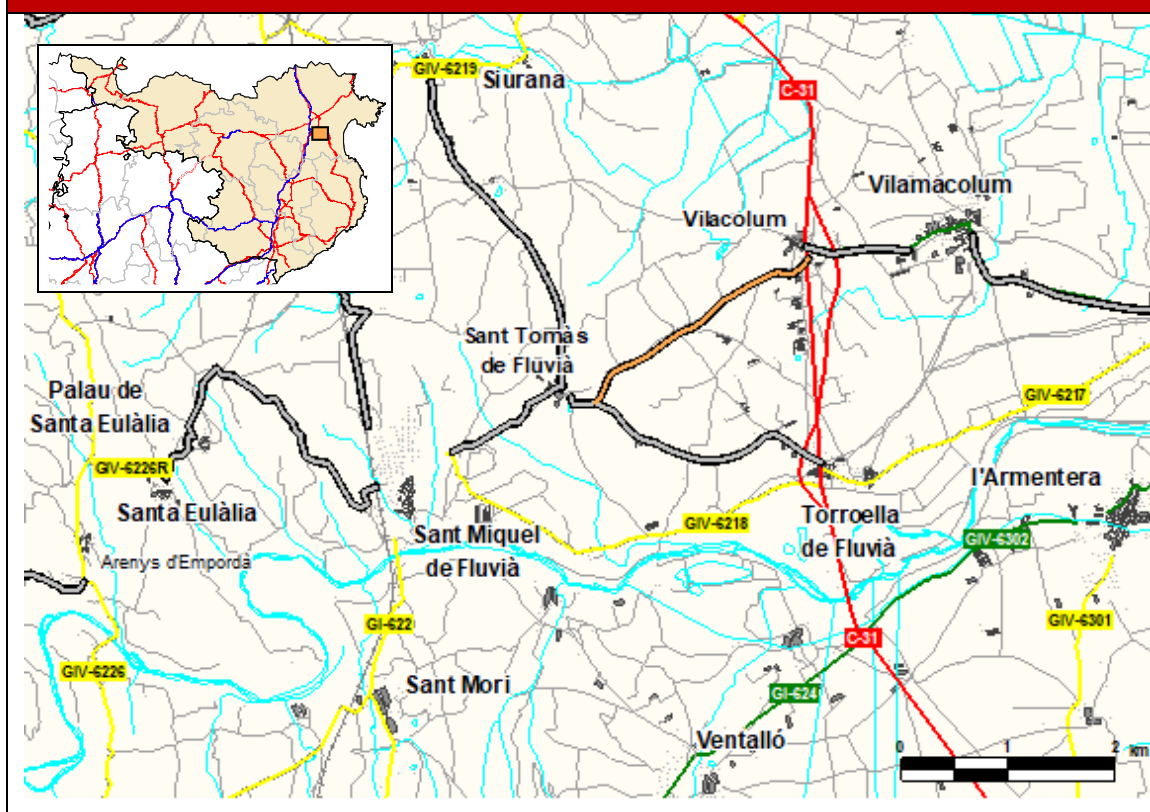 GIV-6219
Siurana
C-31
Vilamacolum
Vilacolum
Sant Tomàs
de Fluvià
Palau de
Santa Eulàlia
GIV-6217
GIV-6226R
l'Armentera
Santa Eulàlia
GIV-6218
Torroella
de Fluvià
Sant Miquel
de Fluvià
GIV-6302
Arenys d'Empordà
GI-622
GIV-6301
C-31
GIV-6226
Sant Mori
GI-624
Ventalló
0 1 2 km